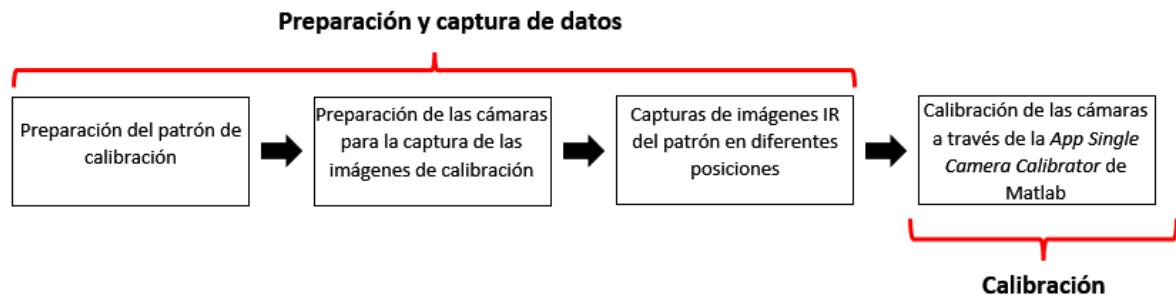 Preparación y captura de datos
Preparación del patrón de
calibración
Preparación de las cámaras
para la captura de las
imágenes de calibración
Capturas de imágenes IR
del patrón en diferentes
posiciones
Calibración de las cámaras
a través de la App Single
Camera Calibrator de
Matlab
Calibración